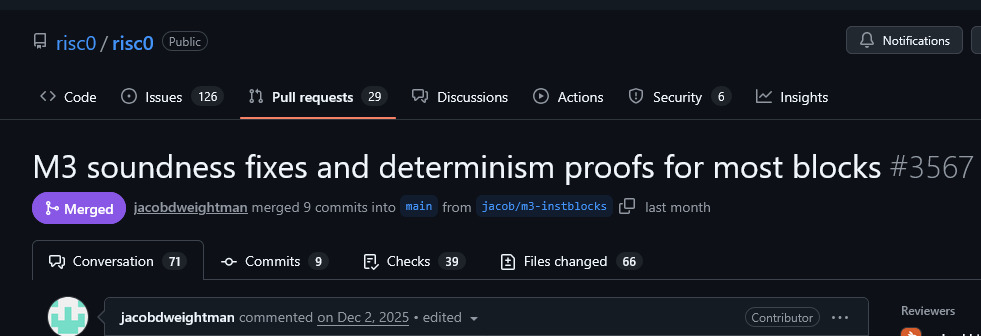 risc0 / risc0 Public Notifications
Code Issues 126 Pull requests 29 Discussions Actions Security 6 Insights
M3 soundness fixes and determinism proofs for most blocks #3567
Merged jacobdweightman merged 9 commits into main from jacob/m3-instblocks last month
Conversation 71 Commits 9 Checks 39 Files changed 66
jacobdweightman commented on Dec 2, 2025 • edited Contributor
Reviewers